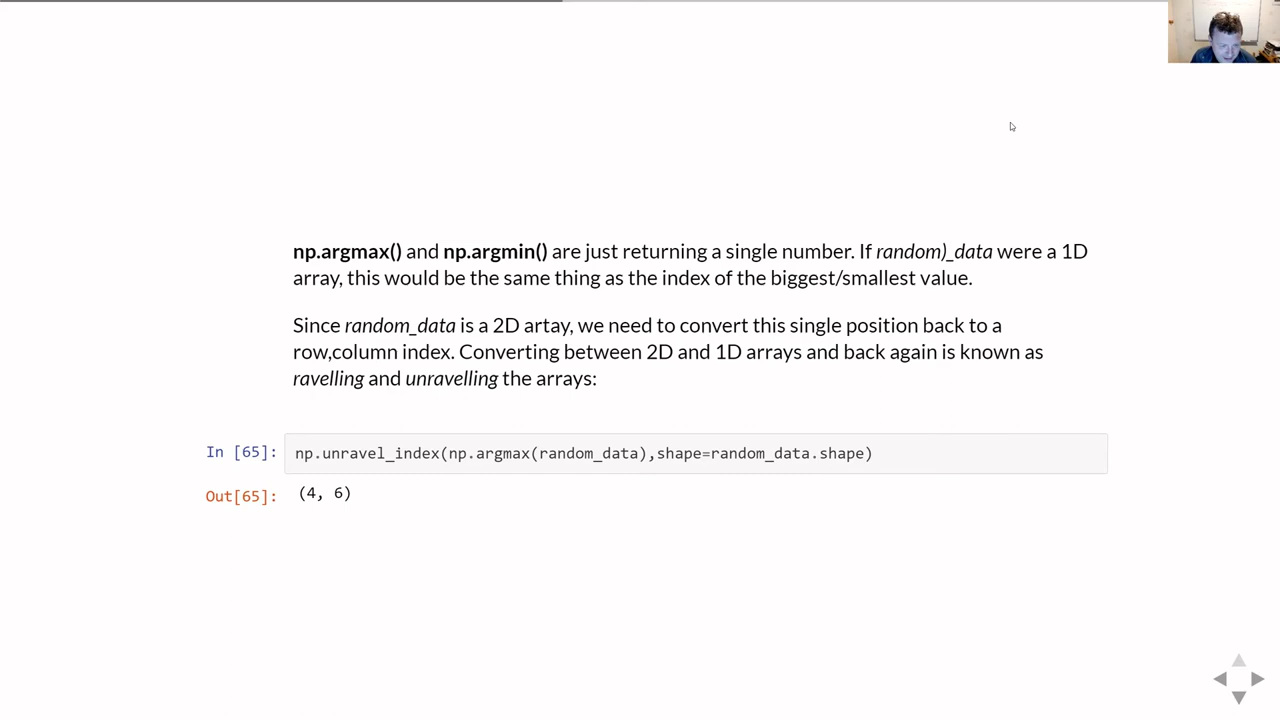 np.argmax() and np.argmin() are just returning a single number. If random)_data were a 1D
array, this would be the same thing as the index of the biggest/smallest value.
Since random_data is a 2D artay, we need to convert this single position back to a
row,column index. Converting between 2D and 1D arrays and back again is known as
ravelling and unravelling the arrays:
In [65]: np.unravel_index(np.argmax(random_data),shape=random_data.shape)
Out[65]: (4, 6)